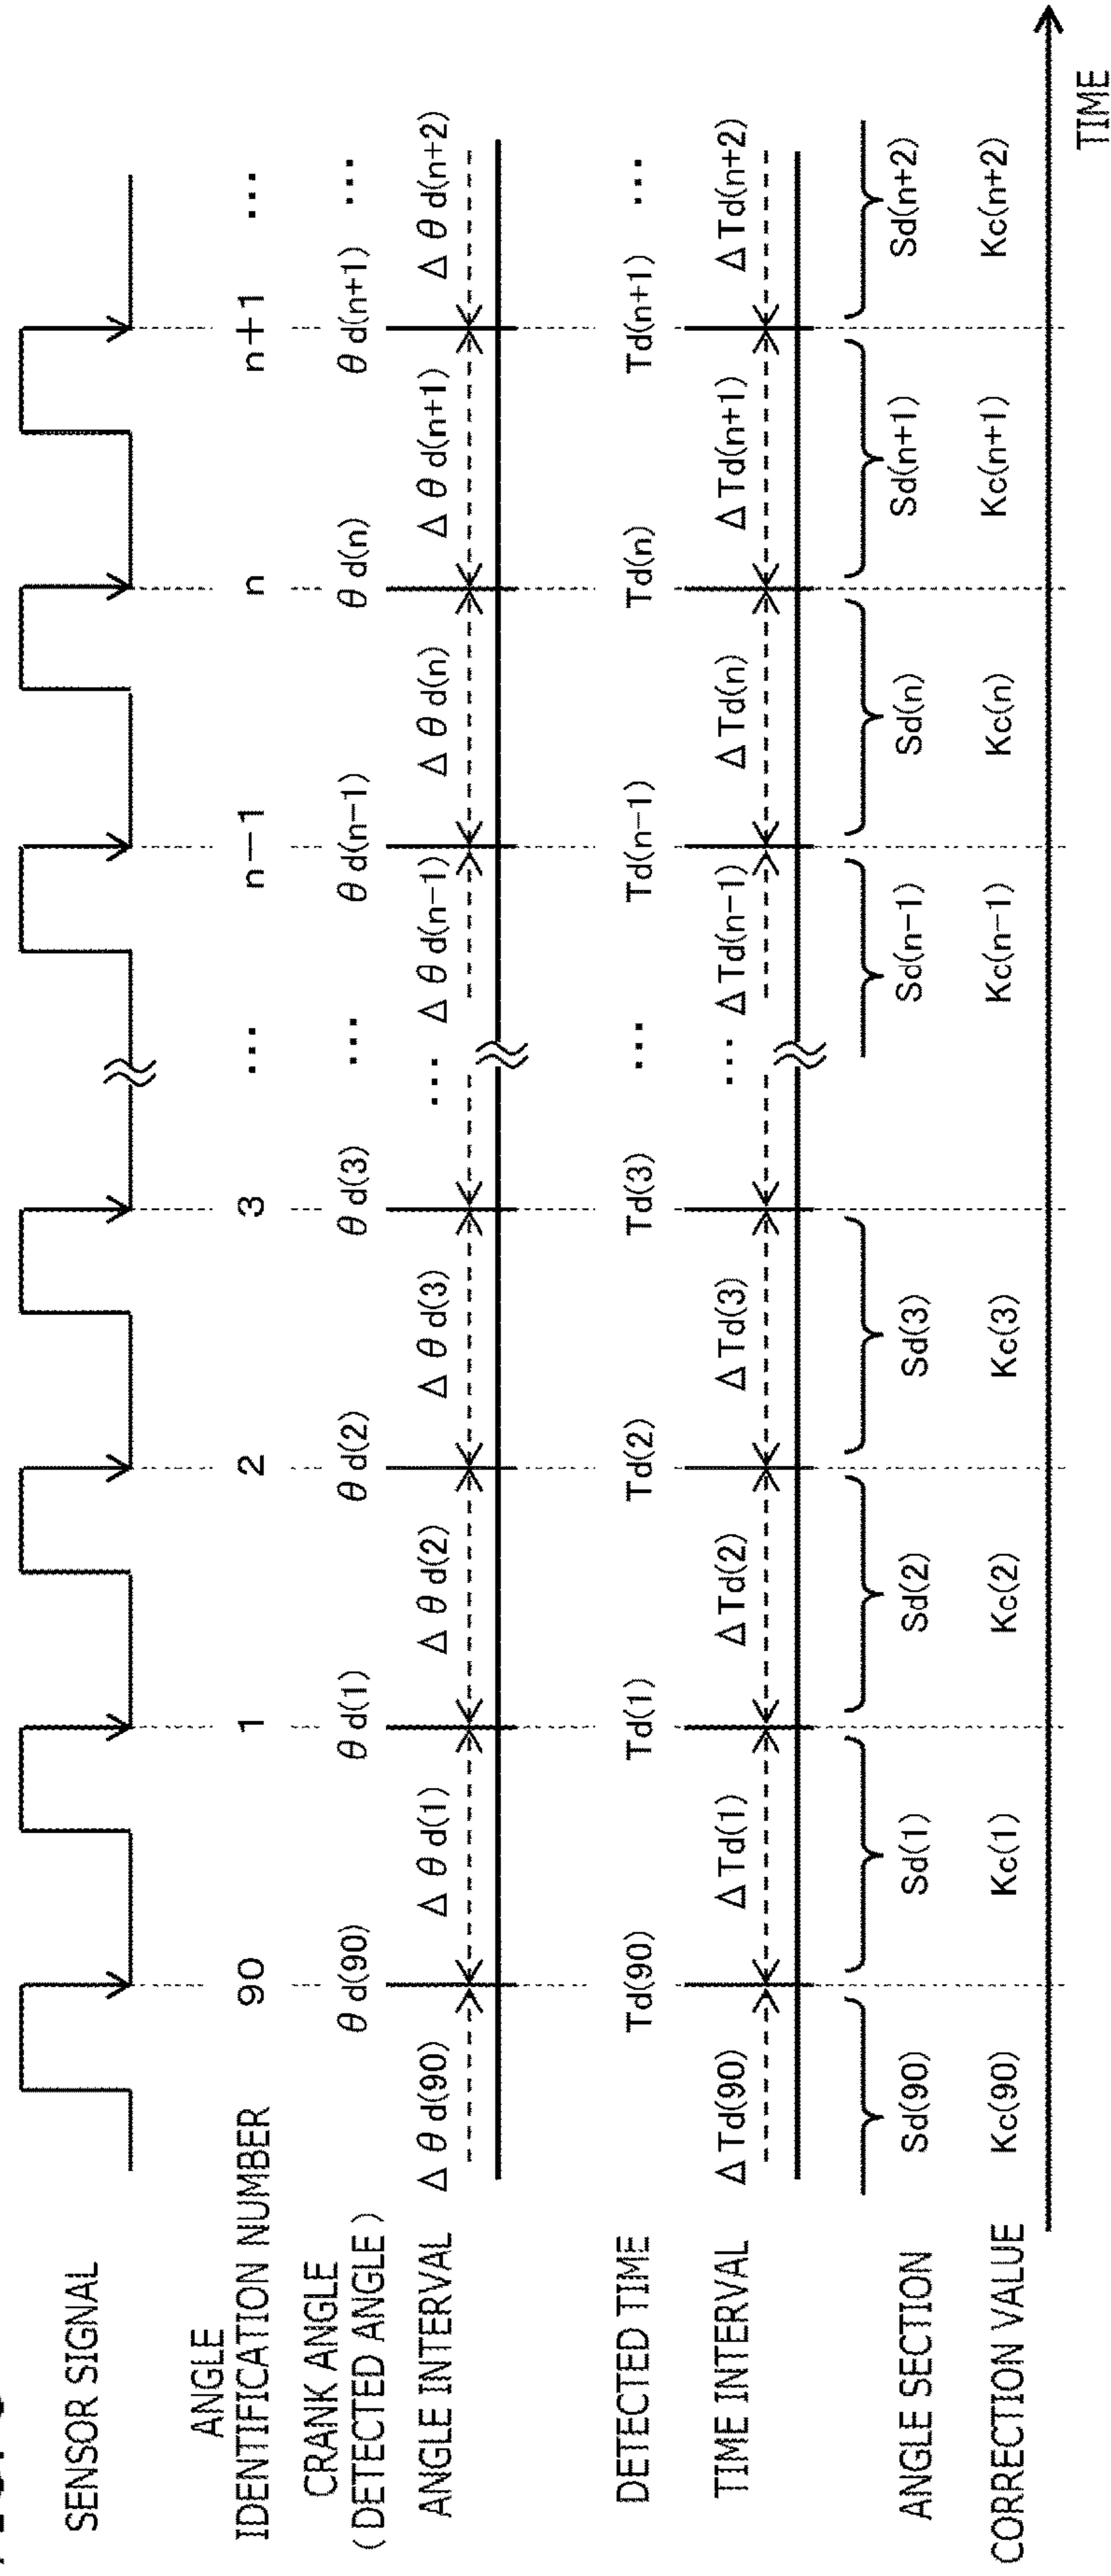 SENSOR SIGNAL
ANGLE
IDENTIFICATION NUMBER
90 1 2 3 ... n-1 n n+1 ...
CRANK ANGLE
(DETECTED ANGLE)
θd(90) θd(1) θd(2) θd(3) ... θd(n-1) θd(n) θd(n+1) ...
ANGLE INTERVAL
Δθd(90) Δθd(1) Δθd(2) Δθd(3) ... Δθd(n-1) Δθd(n) Δθd(n+1) Δθd(n+2)
DETECTED TIME
Td(90) Td(1) Td(2) Td(3) ... Td(n-1) Td(n) Td(n+1) ...
TIME INTERVAL
ΔTd(90) ΔTd(1) ΔTd(2) ΔTd(3) ... ΔTd(n-1) ΔTd(n) ΔTd(n+1) ΔTd(n+2)
ANGLE SECTION
Sd(90) Sd(1) Sd(2) Sd(3) Sd(n-1) Sd(n) Sd(n+1) Sd(n+2)
CORRECTION VALUE
Kc(90) Kc(1) Kc(2) Kc(3) Kc(n-1) Kc(n) Kc(n+1) Kc(n+2)
TIME